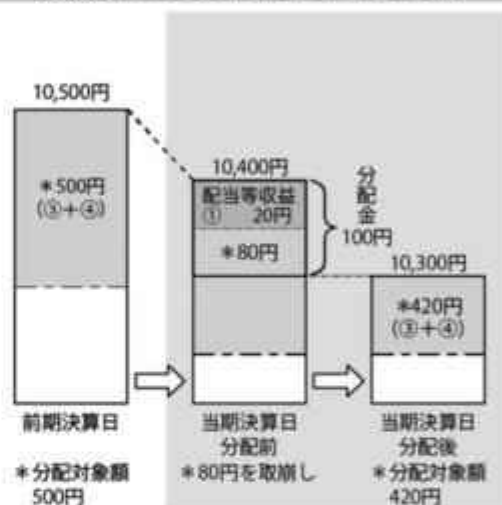 10,500円
*500円
(③+④)
前期決算日
*分配対象額
500円
10,400円
配当等収益
① 20円
*80円
分配金
100円
当期決算日
分配前
*80円を取崩し
10,300円
*420円
(③+④)
当期決算日
分配後
*分配対象額
420円